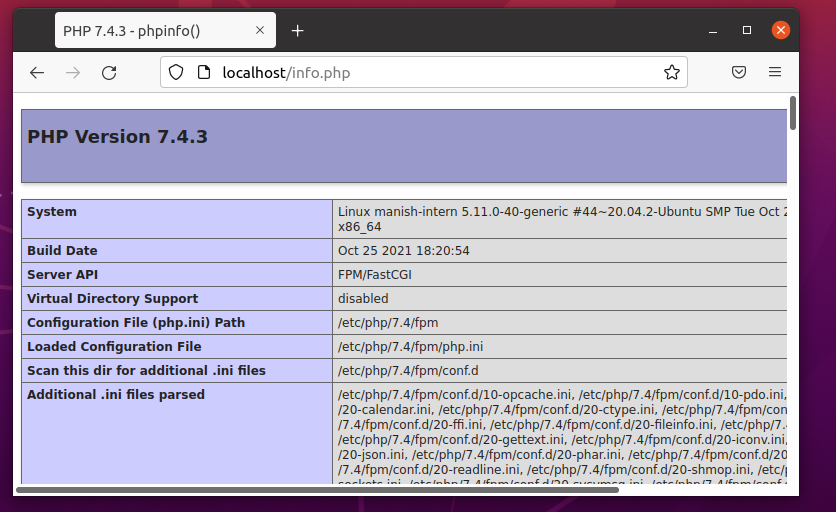 PHP 7.4.3 - phpinfo()
localhost/info.php
PHP Version 7.4.3
System Linux manish-intern 5.11.0-40-generic #44~20.04.2-Ubuntu SMP Tue Oct
x86_64
Build Date Oct 25 2021 18:20:54
Server API FPM/FastCGI
Virtual Directory Support disabled
Configuration File (php.ini) Path /etc/php/7.4/fpm
Loaded Configuration File /etc/php/7.4/fpm/php.ini
Scan this dir for additional .ini files /etc/php/7.4/fpm/conf.d
Additional .ini files parsed /etc/php/7.4/fpm/conf.d/10-opcache.ini, /etc/php/7.4/fpm/conf.d/10-pdo.ini,
/20-calendar.ini, /etc/php/7.4/fpm/conf.d/20-ctype.ini, /etc/php/7.4/fpm/con
/7.4/fpm/conf.d/20-ffi.ini, /etc/php/7.4/fpm/conf.d/20-fileinfo.ini, /etc/php/7.
/etc/php/7.4/fpm/conf.d/20-gettext.ini, /etc/php/7.4/fpm/conf.d/20-iconv.ini,
/20-json.ini, /etc/php/7.4/fpm/conf.d/20-phar.ini, /etc/php/7.4/fpm/conf.d/20
/7.4/fpm/conf.d/20-readline.ini, /etc/php/7.4/fpm/conf.d/20-shmop.ini, /etc/p